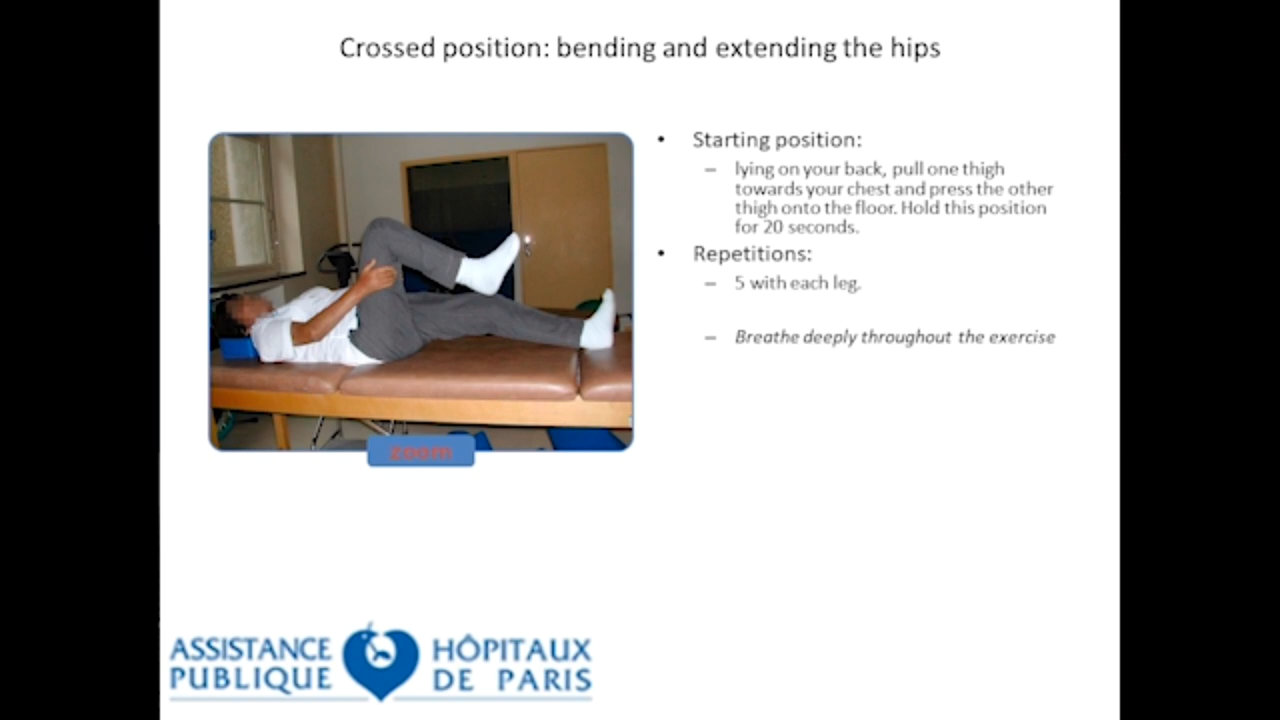 Crossed position: bending and extending the hips
• Starting position:
– lying on your back, pull one thigh
towards your chest and press the other
thigh onto the floor. Hold this position
for 20 seconds.
• Repetitions:
– 5 with each leg.
– Breathe deeply throughout the exercise
zoom
ASSISTANCE HÔPITAUX
PUBLIQUE DE PARIS